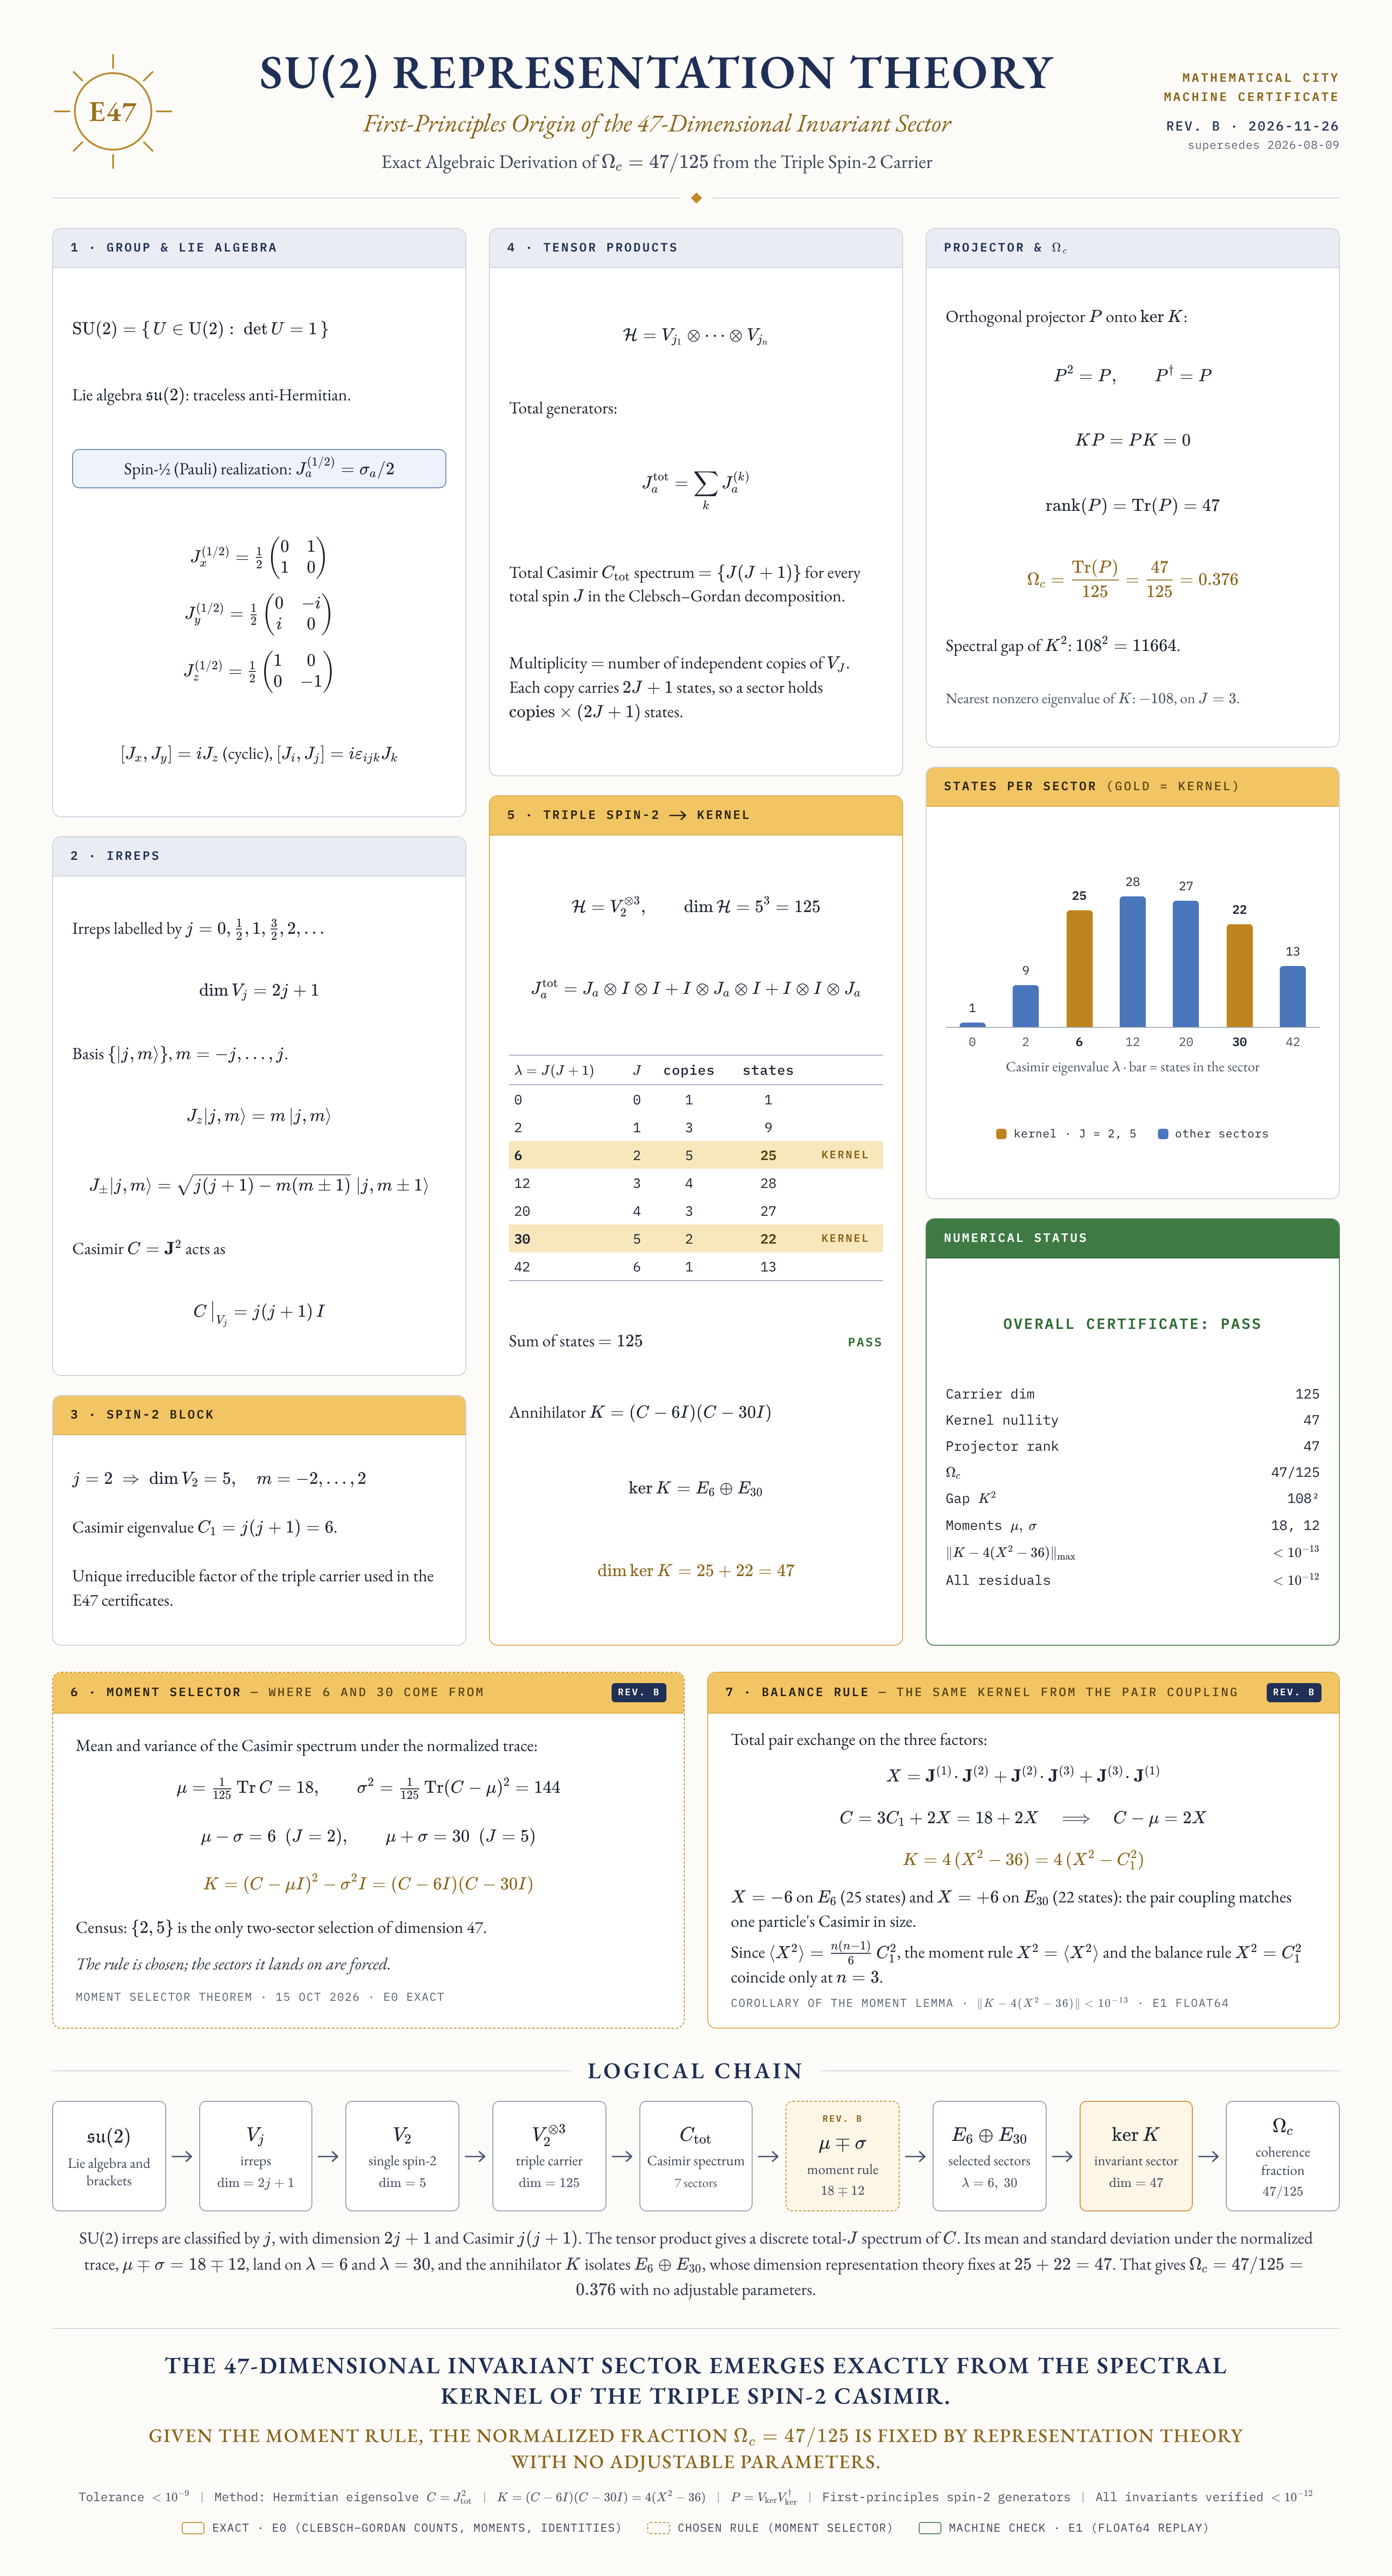 E47
SU(2) REPRESENTATION THEORY
First-Principles Origin of the 47-Dimensional Invariant Sector
Exact Algebraic Derivation of Ω_c = 47/125 from the Triple Spin-2 Carrier
MATHEMATICAL CITY
MACHINE CERTIFICATE
REV. B · 2026-11-26
supersedes 2026-08-09
1 · GROUP & LIE ALGEBRA
SU(2) = { U ∈ U(2) : det U = 1 }
Lie algebra 𝔰𝔲(2): traceless anti-Hermitian.
Spin-½ (Pauli) realization: J_a^{(1/2)} = σ_a/2
J_x^{(1/2)} = 1/2 (0 1; 1 0)
J_y^{(1/2)} = 1/2 (0 −i; i 0)
J_z^{(1/2)} = 1/2 (1 0; 0 −1)
[J_x, J_y] = iJ_z (cyclic), [J_i, J_j] = iε_{ijk}J_k
2 · IRREPS
Irreps labelled by j = 0, 1/2, 1, 3/2, 2, …
dim V_j = 2j + 1
Basis {|j, m⟩}, m = −j, …, j.
J_z|j, m⟩ = m |j, m⟩
J_±|j, m⟩ = √(j(j + 1) − m(m ± 1)) |j, m ± 1⟩
Casimir C = J² acts as
C|_{V_j} = j(j + 1) I
3 · SPIN-2 BLOCK
j = 2 ⇒ dim V_2 = 5, m = −2, …, 2
Casimir eigenvalue C_1 = j(j + 1) = 6.
Unique irreducible factor of the triple carrier used in the
E47 certificates.
4 · TENSOR PRODUCTS
ℋ = V_{j_1} ⊗ ⋯ ⊗ V_{j_n}
Total generators:
J_a^{tot} = ∑_k J_a^{(k)}
Total Casimir C_tot spectrum = {J(J + 1)} for every
total spin J in the Clebsch–Gordan decomposition.
Multiplicity = number of independent copies of V_J.
Each copy carries 2J + 1 states, so a sector holds
copies × (2J + 1) states.
5 · TRIPLE SPIN-2 → KERNEL
ℋ = V_2^{⊗3}, dim ℋ = 5³ = 125
J_a^{tot} = J_a ⊗ I ⊗ I + I ⊗ J_a ⊗ I + I ⊗ I ⊗ J_a
λ = J(J + 1) J copies states
0 0 1 1
2 1 3 9
6 2 5 25 KERNEL
12 3 4 28
20 4 3 27
30 5 2 22 KERNEL
42 6 1 13
Sum of states = 125 PASS
Annihilator K = (C − 6I)(C − 30I)
ker K = E_6 ⊕ E_30
dim ker K = 25 + 22 = 47
PROJECTOR & Ω_c
Orthogonal projector P onto ker K:
P² = P, P† = P
KP = PK = 0
rank(P) = Tr(P) = 47
Ω_c = Tr(P)/125 = 47/125 = 0.376
Spectral gap of K²: 108² = 11664.
Nearest nonzero eigenvalue of K: −108, on J = 3.
STATES PER SECTOR (GOLD = KERNEL)
1 9 25 28 27 22 13
0 2 6 12 20 30 42
Casimir eigenvalue λ · bar = states in the sector
kernel · J = 2, 5 other sectors
NUMERICAL STATUS
OVERALL CERTIFICATE: PASS
Carrier dim 125
Kernel nullity 47
Projector rank 47
Ω_c 47/125
Gap K² 108²
Moments μ, σ 18, 12
‖K − 4(X² − 36)‖_max < 10^{−13}
All residuals < 10^{−12}
6 · MOMENT SELECTOR — WHERE 6 AND 30 COME FROM REV. B
Mean and variance of the Casimir spectrum under the normalized trace:
μ = 1/125 Tr C = 18, σ² = 1/125 Tr(C − μ)² = 144
μ − σ = 6 (J = 2), μ + σ = 30 (J = 5)
K = (C − μI)² − σ²I = (C − 6I)(C − 30I)
Census: {2, 5} is the only two-sector selection of dimension 47.
The rule is chosen; the sectors it lands on are forced.
MOMENT SELECTOR THEOREM · 15 OCT 2026 · E0 EXACT
7 · BALANCE RULE — THE SAME KERNEL FROM THE PAIR COUPLING REV. B
Total pair exchange on the three factors:
X = J^{(1)}·J^{(2)} + J^{(2)}·J^{(3)} + J^{(3)}·J^{(1)}
C = 3C_1 + 2X = 18 + 2X ⟹ C − μ = 2X
K = 4 (X² − 36) = 4 (X² − C_1²)
X = −6 on E_6 (25 states) and X = +6 on E_30 (22 states): the pair coupling matches
one particle's Casimir in size.
Since ⟨X²⟩ = n(n−1)/6 C_1², the moment rule X² = ⟨X²⟩ and the balance rule X² = C_1²
coincide only at n = 3.
COROLLARY OF THE MOMENT LEMMA · ‖K − 4(X² − 36)‖ < 10^{−13} · E1 FLOAT64
LOGICAL CHAIN
𝔰𝔲(2)
Lie algebra and
brackets
→
V_j
irreps
dim = 2j + 1
→
V_2
single spin-2
dim = 5
→
V_2^{⊗3}
triple carrier
dim = 125
→
C_tot
Casimir spectrum
7 sectors
→
REV. B
μ ∓ σ
moment rule
18 ∓ 12
→
E_6 ⊕ E_30
selected sectors
λ = 6, 30
→
ker K
invariant sector
dim = 47
→
Ω_c
coherence
fraction
47/125
SU(2) irreps are classified by j, with dimension 2j + 1 and Casimir j(j + 1). The tensor product gives a discrete total-J spectrum of C. Its mean and standard deviation under the normalized
trace, μ ∓ σ = 18 ∓ 12, land on λ = 6 and λ = 30, and the annihilator K isolates E_6 ⊕ E_30, whose dimension representation theory fixes at 25 + 22 = 47. That gives Ω_c = 47/125 =
0.376 with no adjustable parameters.
THE 47-DIMENSIONAL INVARIANT SECTOR EMERGES EXACTLY FROM THE SPECTRAL
KERNEL OF THE TRIPLE SPIN-2 CASIMIR.
GIVEN THE MOMENT RULE, THE NORMALIZED FRACTION Ω_c = 47/125 IS FIXED BY REPRESENTATION THEORY
WITH NO ADJUSTABLE PARAMETERS.
Tolerance < 10^{−9} | Method: Hermitian eigensolve C = J²_tot | K = (C − 6I)(C − 30I) = 4(X² − 36) | P = V_ker V_ker^† | First-principles spin-2 generators | All invariants verified < 10^{−12}
EXACT · E0 (CLEBSCH–GORDAN COUNTS, MOMENTS, IDENTITIES) CHOSEN RULE (MOMENT SELECTOR) MACHINE CHECK · E1 (FLOAT64 REPLAY)